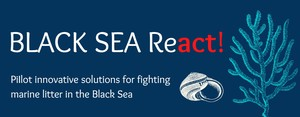 BLACK SEA React!
PIlot innovative solutions for fighting
marine litter in the Black Sea